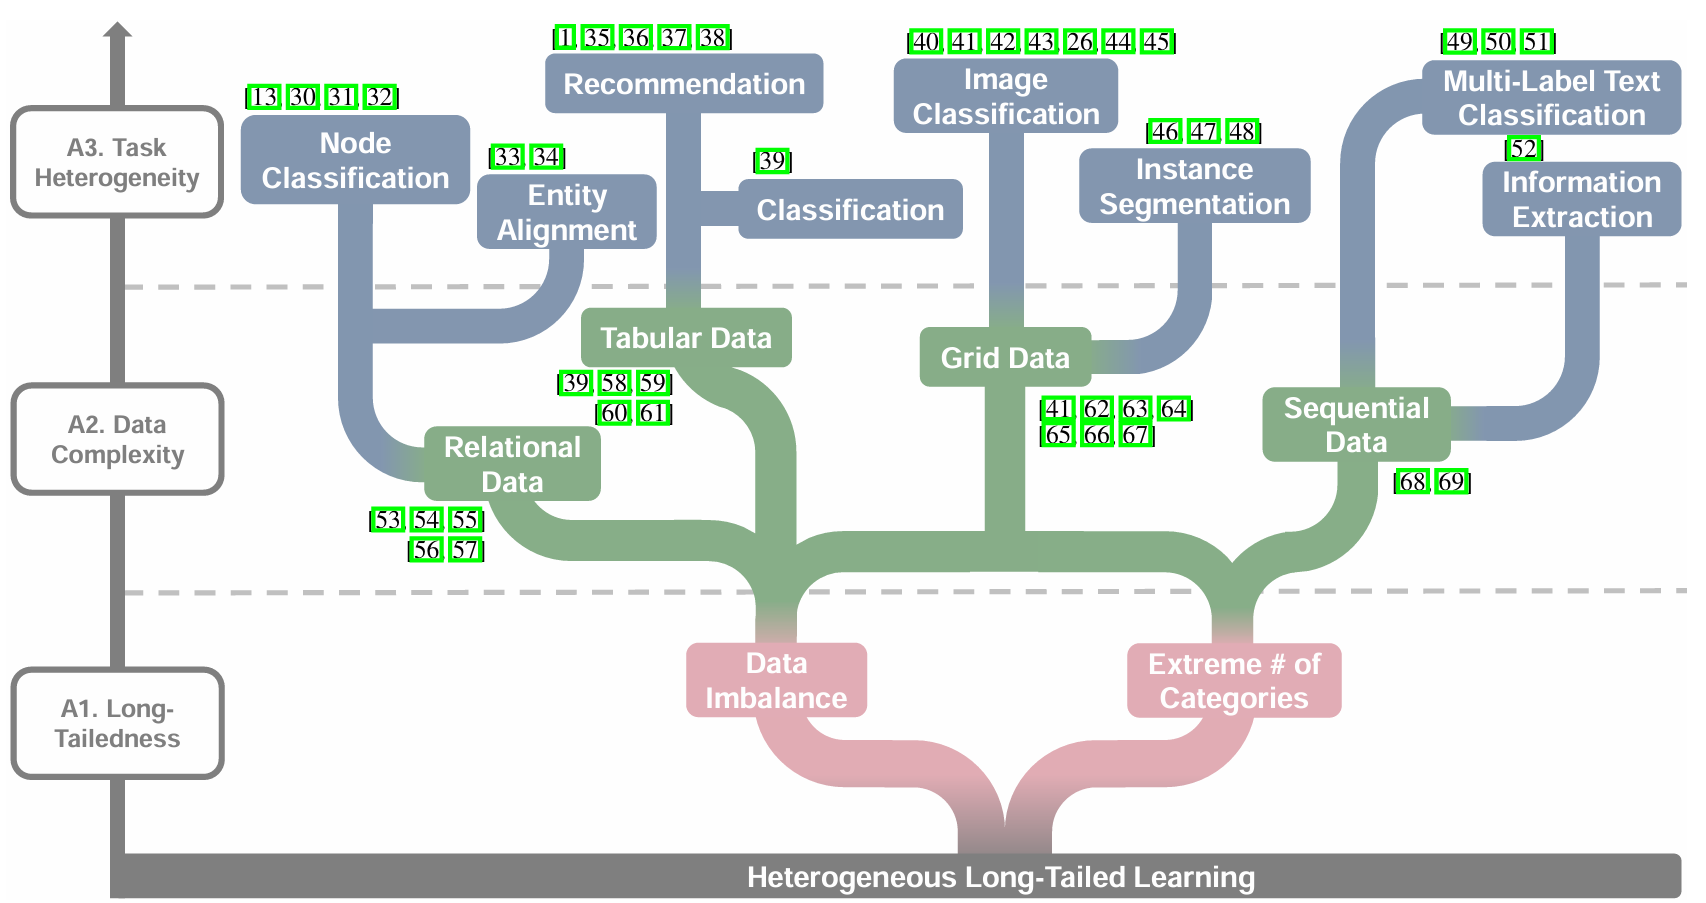 [1, 35, 36, 37, 38]
Recommendation
[40, 41, 42, 43, 26, 44, 45]
Image
Classification
[49, 50, 51]
Multi-Label Text
Classification
[13, 30, 31, 32]
Node
Classification
[33, 34]
Entity
Alignment
[39]
Classification
[46, 47, 48]
Instance
Segmentation
[52]
Information
Extraction
A3. Task
Heterogeneity
Tabular Data
[39, 58, 59]
[60, 61]
Grid Data
[41, 62, 63, 64]
[65, 66, 67]
Sequential
Data
[68, 69]
A2. Data
Complexity
Relational
Data
[53, 54, 55]
[56, 57]
Data
Imbalance
Extreme # of
Categories
A1. Long-
Tailedness
Heterogeneous Long-Tailed Learning